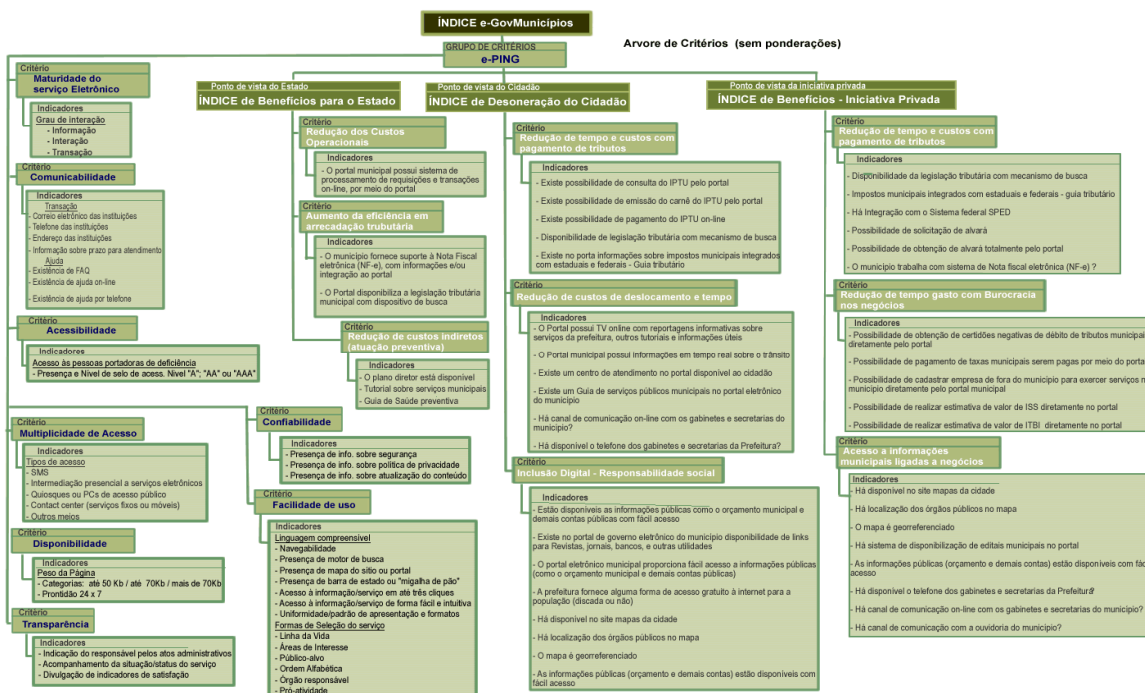 ÍNDICE e-GovMunicípios
Arvore de Critérios (sem ponderações)
GRUPO DE CRITÉRIOS
e-PING
Critério
Maturidade do
serviço Eletrônico
Indicadores
Grau de interação
- Informação
- Interação
- Transação
Critério
Comunicabilidade
Indicadores
Transação
- Correio eletrônico das instituições
- Telefone das instituições
- Endereço das instituições
- Informação sobre prazo para atendimento
Ajuda
- Existência de FAQ
- Existência de ajuda on-line
- Existência de ajuda por telefone
Critério
Acessibilidade
Indicadores
Acesso às pessoas portadoras de deficiência
- Presença e Nível de selo de acess. Nivel "A"; "AA" ou "AAA"
Critério
Multiplicidade de Acesso
Indicadores
Tipos de acesso
- SMS
- Intermediação presencial a serviços eletrônicos
- Quiosques ou PCs de acesso público
- Contact center (serviços fixos ou móveis)
- Outros meios
Critério
Disponibilidade
Indicadores
Peso da Página
- Categorias: até 50 Kb / até 70Kb / mais de 70Kb
- Prontidão 24 x 7
Critério
Transparência
Indicadores
- Indicação do responsável pelos atos administrativos
- Acompanhamento da situação/status do serviço
- Divulgação de indicadores de satisfação
Critério
Confiabilidade
Indicadores
- Presença de info. sobre segurança
- Presença de info. sobre politica de privacidade
- Presença de info. sobre atualização do conteúdo
Critério
Facilidade de uso
Indicadores
Linguagem compreensível
- Navegabilidade
- Presença de motor de busca
- Presença de mapa do sitio ou portal
- Presença de barra de estado ou "migalha de pão"
- Acesso à informação/serviço em até três cliques
- Acesso à informação/serviço de forma fácil e intuitiva
- Uniformidade/padrão de apresentação e formatos
Formas de Seleção do serviço
- Linha da Vida
- Áreas de Interesse
- Público-alvo
- Ordem Alfabética
- Órgão responsável
- Pró-atividade
Ponto de vista do Estado
ÍNDICE de Benefícios para o Estado
Critério
Redução dos Custos
Operacionais
Indicadores
- O portal municipal possui sistema de
processamento de requisições e transações
on-line, por meio do portal
Critério
Aumento da eficiência em
arrecadação trubutária
Indicadores
- O município fornece suporte à Nota Fiscal
eletrônica (NF-e), com informações e/ou
integração ao portal
- O Portal disponibiliza a legislação tributária
municipal com dispositivo de busca
Critério
Redução de custos indiretos
(atuação preventiva)
Indicadores
- O plano diretor está disponível
- Tutorial sobre serviços municipais
- Guia de Saúde preventiva
Ponto de vista do Cidadão
ÍNDICE de Desoneração do Cidadão
Critério
Redução de tempo e custos com
pagamento de tributos
Indicadores
- Existe possibilidade de consulta do IPTU pelo portal
- Existe possibilidade de emissão do carnê do IPTU pelo portal
- Existe possibilidade de pagamento do IPTU on-line
- Disponibilidade de legislação tributária com mecanismo de busca
- Existe no porta informações sobre impostos municipais integrados
com estaduais e federais - Guia tributário
Critério
Redução de custos de deslocamento e tempo
Indicadores
- O Portal possui TV online com reportagens informativas sobre
serviços da prefeitura, outros tutoriais e informações úteis
- O Portal municipal possui informações em tempo real sobre o trânsito
- Existe um centro de atendimento no portal disponível ao cidadão
- Existe um Guia de serviços públicos municipais no portal eletrônico
do município
- Há canal de comunicação on-line com os gabinetes e secretarias do
município?
- Há disponível o telefone dos gabinetes e secretarias da Prefeitura?
Critério
Inclusão Digital - Responsabilidade social
Indicadores
- Estão disponíveis as informações públicas como o orçamento municipal e
demais contas públicas com fácil acesso
- Existe no portal de governo eletrônico do município disponibilidade de links
para Revistas, jornais, bancos, e outras utilidades
- O portal eletrônico municipal proporciona fácil acesso a informações públicas
(como o orçamento municipal e demais contas públicas)
- A prefeitura fornece alguma forma de acesso gratuito à internet para a
população (discada ou não)
- Há disponível no site mapas da cidade
- Há localização dos órgãos públicos no mapa
- O mapa é georreferenciado
- As informações públicas (orçamento e demais contas) estão disponíveis com
fácil acesso
Ponto de vista da iniciativa privada
ÍNDICE de Benefícios - Iniciativa Privada
Critério
Redução de tempo e custos com
pagamento de tributos
Indicadores
- Disponibilidade da legislação tributária com mecanismo de busca
- Impostos municipais integrados com estaduais e federais - guia tributário
- Há Integração com o Sistema federal SPED
- Possibilidade de solicitação de alvará
- Possibilidade de obtenção de alvará totalmente pelo portal
- O município trabalha com sistema de Nota fiscal eletrônica (NF-e) ?
Critério
Redução de tempo gasto com Burocracia
nos negócios
Indicadores
- Possibilidade de obtenção de certidões negativas de débito de tributos municipais
diretamente pelo portal
- Possibilidade de pagamento de taxas municipais serem pagas por meio do porta
- Possibilidade de cadastrar empresa de fora do município para exercer serviços n
município diretamente pelo portal municipal
- Possibilidade de realizar estimativa de valor de ISS diretamente no portal
- Possibilidade de realizar estimativa de valor de ITBI diretamente no portal
Critério
Acesso a informações
municipais ligadas a negócios
Indicadores
- Há disponível no site mapas da cidade
- Há localização dos órgãos públicos no mapa
- O mapa é georreferenciado
- Há sistema de disponibilização de editais municipais no portal
- As informações públicas (orçamento e demais contas) estão disponíveis com fác
acesso
- Há disponível o telefone dos gabinetes e secretarias da Prefeitura?
- Há canal de comunicação on-line com os gabinetes e secretarias do município?
- Há canal de comunicação com a ouvidoria do município?